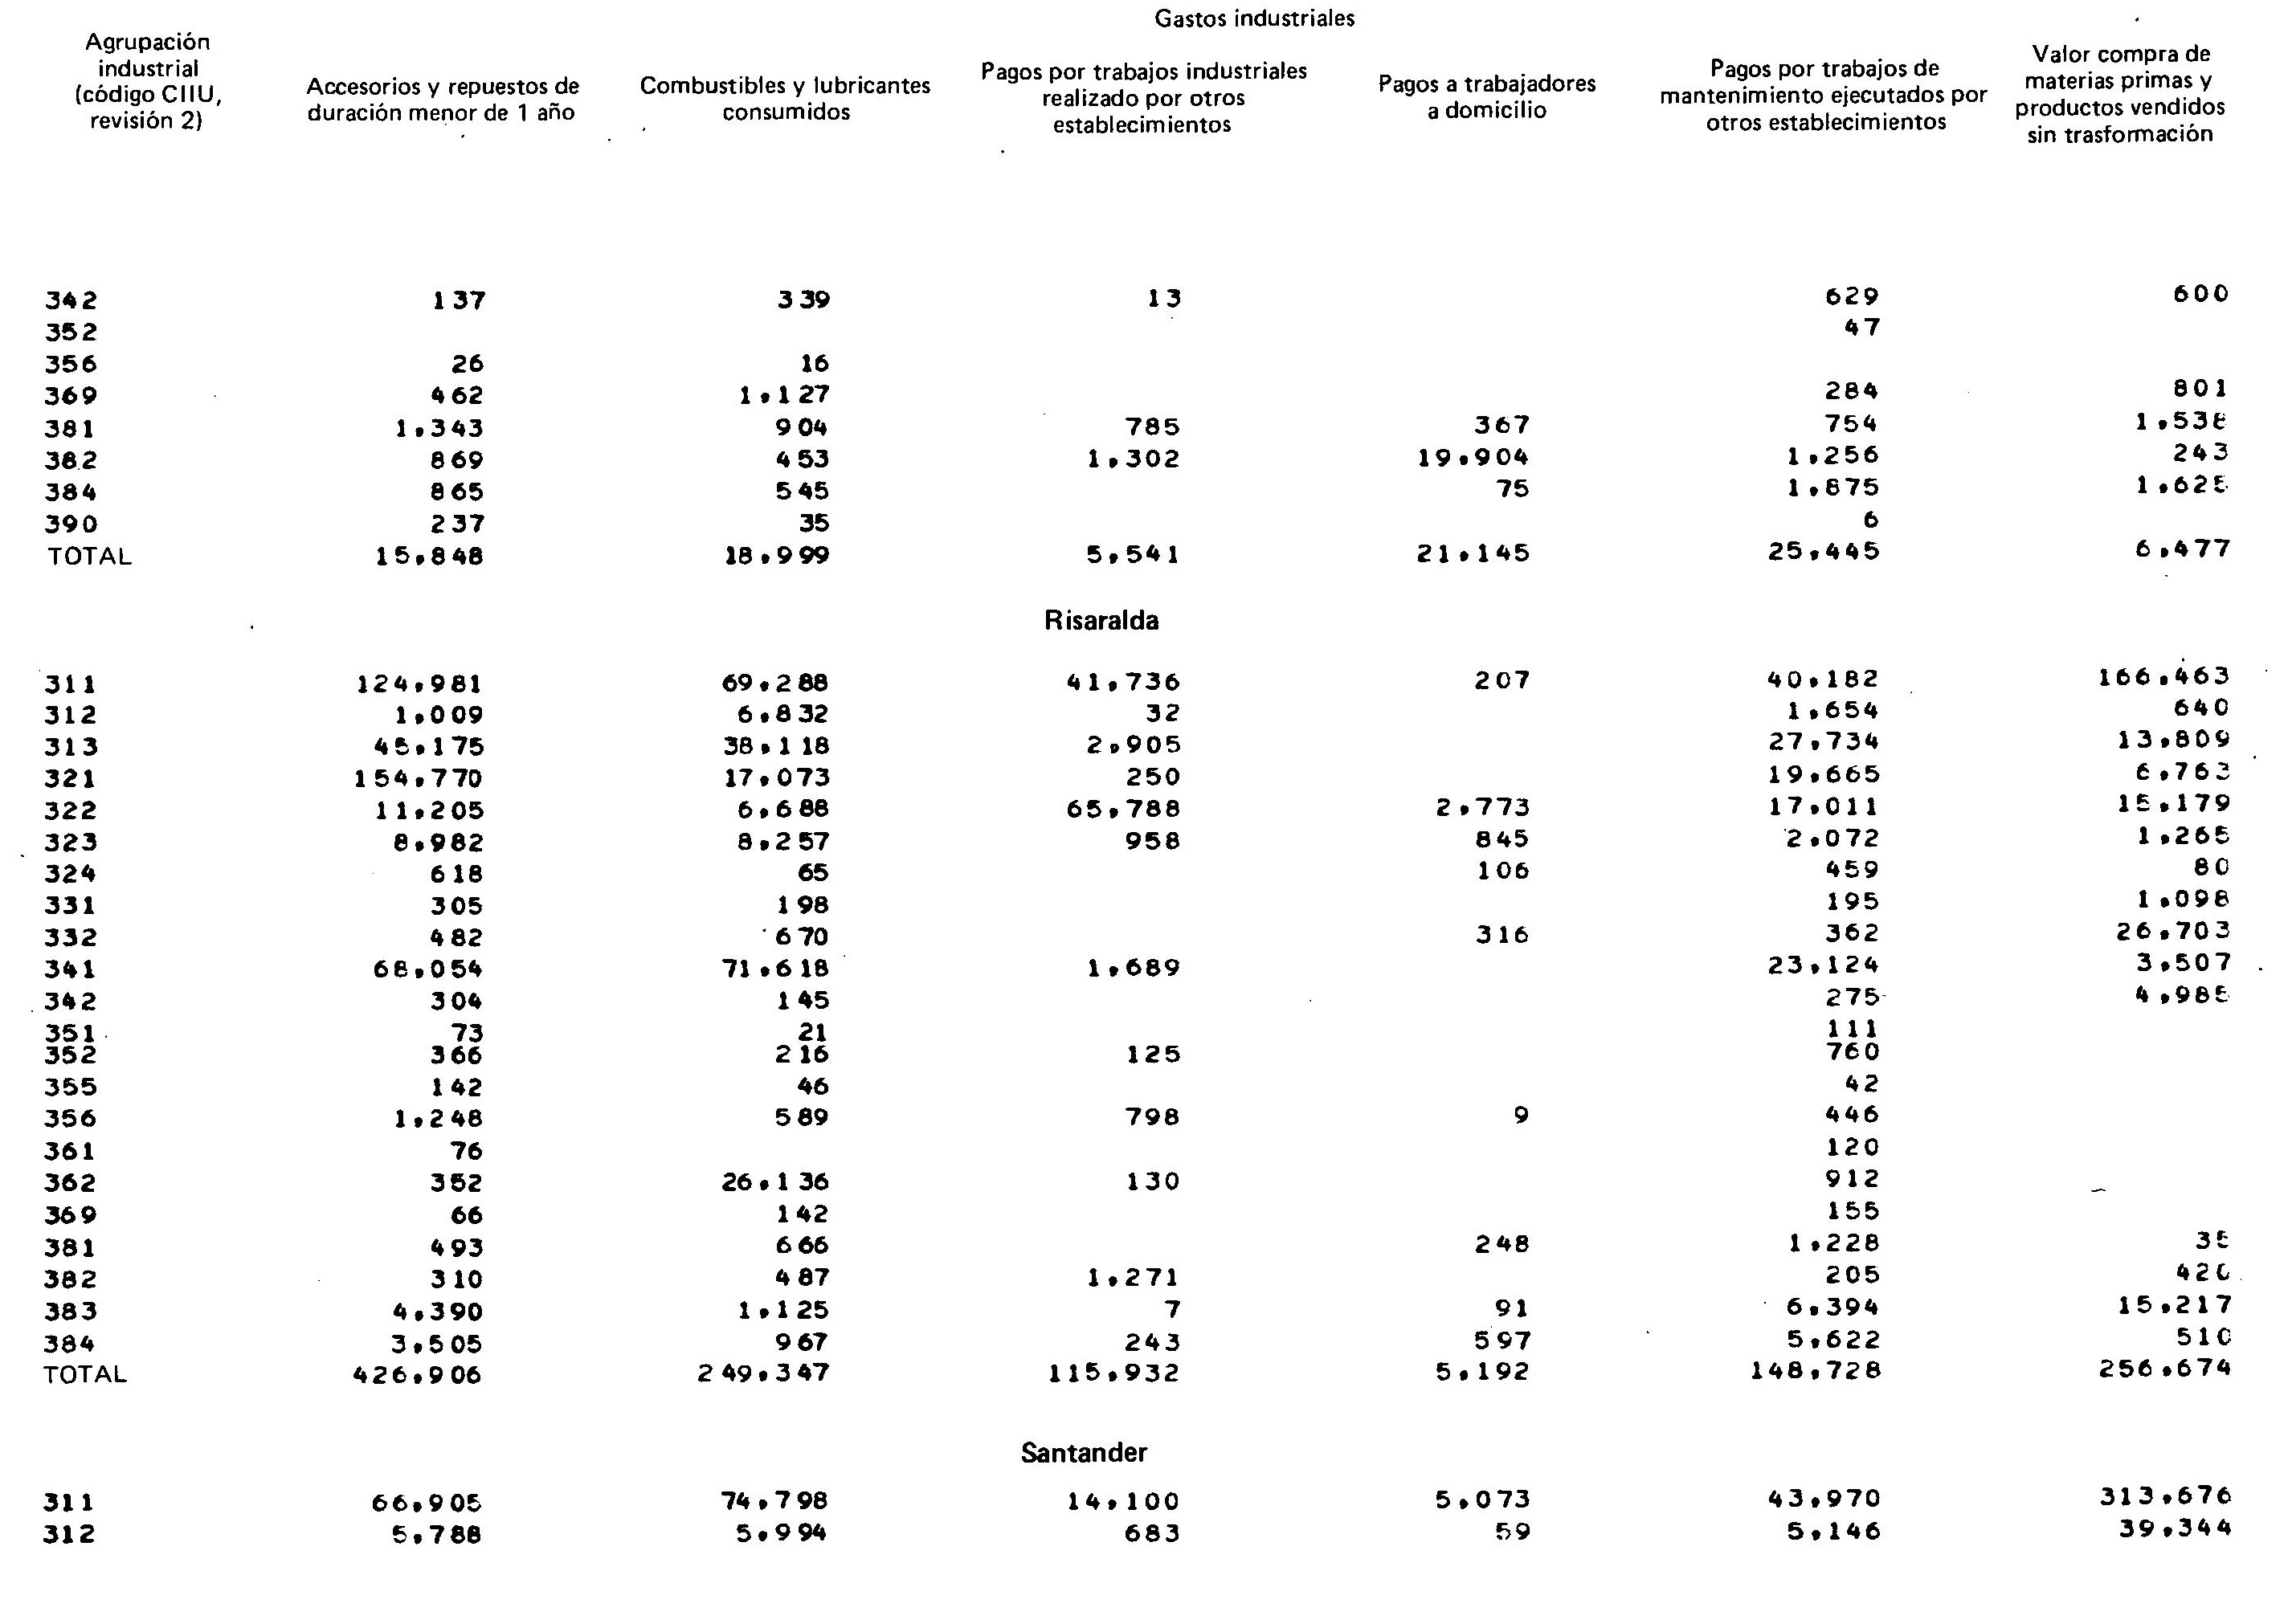 Gastos industriales
Agrupación
industrial
(código CIIU,
revisión 2)
Accesorios y repuestos de
duración menor de 1 año
Combustibles y lubricantes
consumidos
Pagos por trabajos industriales
realizado por otros
establecimientos
Pagos a trabajadores
a domicilio
Pagos por trabajos de
mantenimiento ejecutados por
otros establecimientos
Valor compra de
materias primas y
productos vendidos
sin trasformación
342 137 339 13 629 600
352 47
356 26 16
369 462 1.127 284 801
381 1.343 904 785 367 754 1.538
382 869 453 1.302 19.904 1.256 243
384 865 545 75 1.875 1.625
390 237 35 6
TOTAL 15.848 18.999 5.541 21.145 25.445 6.477
Risaralda
311 124.981 69.288 41.736 207 40.182 166.463
312 1.009 6.832 32 1.654 640
313 45.175 38.118 2.905 27.734 13.809
321 154.770 17.073 250 19.665 6.763
322 11.205 6.688 65.788 2.773 17.011 15.179
323 8.982 8.257 958 845 2.072 1.265
324 618 65 106 459 80
331 305 198 195 1.098
332 482 670 316 362 26.703
341 68.054 71.618 1.689 23.124 3.507
342 304 145 275 4.985
351 73 21 111
352 366 216 125 760
355 142 46 42
356 1.248 589 798 9 446
361 76 120
362 352 26.136 130 912
369 66 142 155
381 493 666 248 1.228 35
382 310 487 1.271 205 420
383 4.390 1.125 7 91 6.394 15.217
384 3.505 967 243 597 5.622 510
TOTAL 426.906 249.347 115.932 5.192 148.728 256.674
Santander
311 66.905 74.798 14.100 5.073 43.970 313.676
312 5.788 5.994 683 59 5.146 39.344